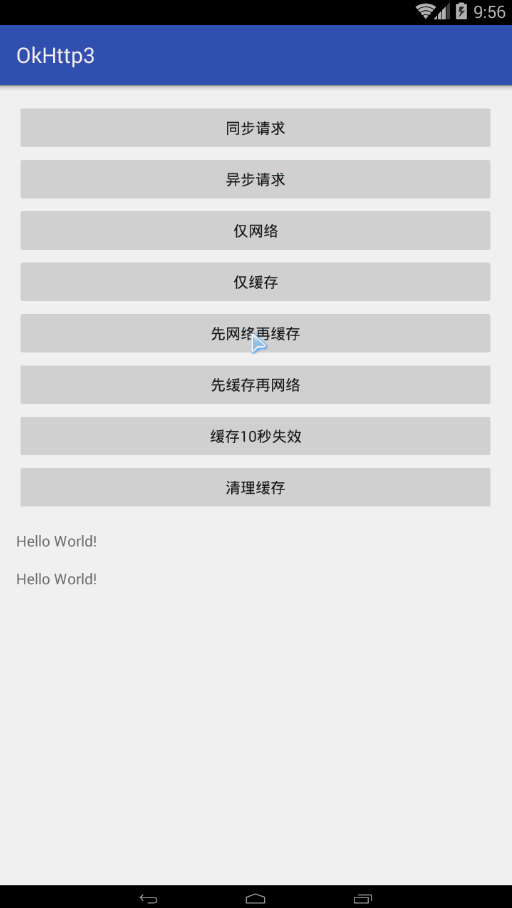 9:56
OkHttp3
同步请求
异步请求
仅网络
仅缓存
先网络再缓存
先缓存再网络
缓存10秒失效
清理缓存
Hello World!
Hello World!